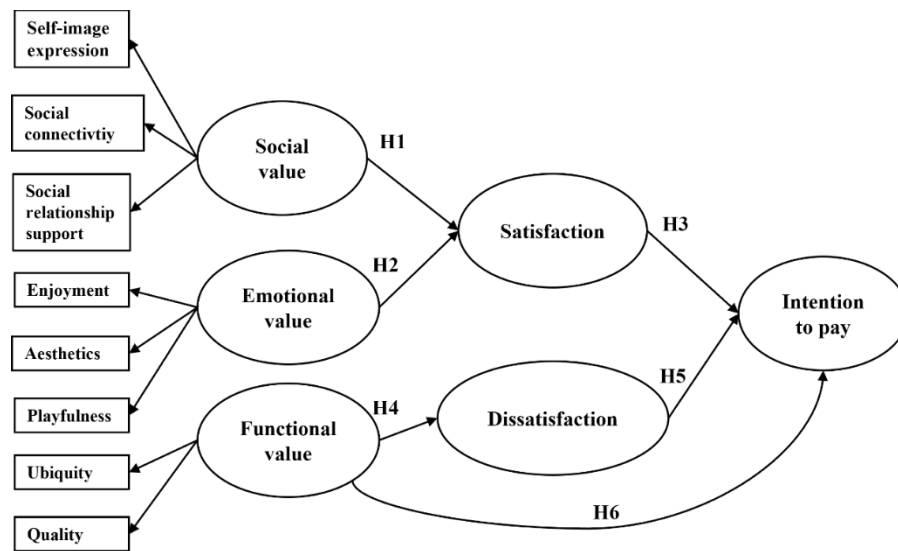 Self-image
expression
Social
connectivtiy
Social
relationship
support
Enjoyment
Aesthetics
Playfulness
Ubiquity
Quality
Social
value
Emotional
value
Functional
value
H1
H2
H4
Satisfaction
Dissatisfaction
H3
H5
H6
Intention
to pay